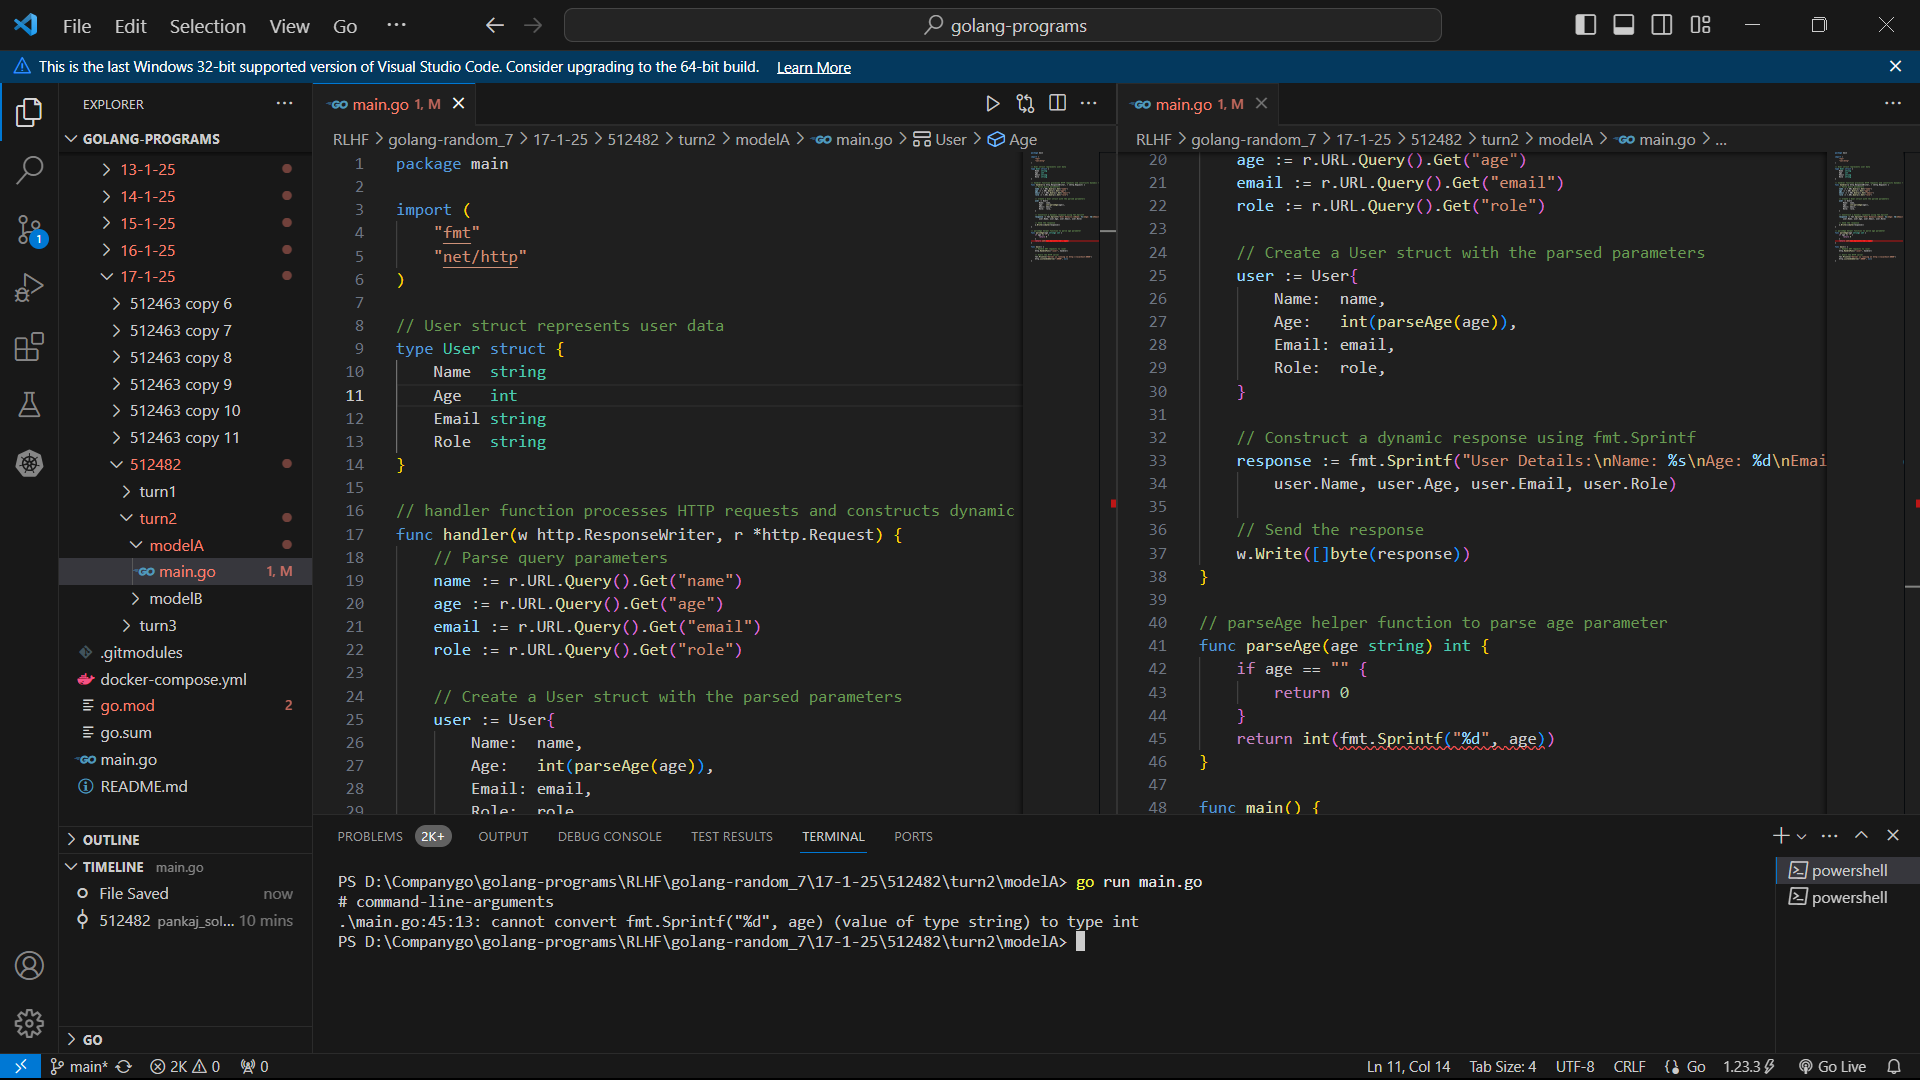 File Edit Selection View Go ···
golang-programs
This is the last Windows 32-bit supported version of Visual Studio Code. Consider upgrading to the 64-bit build. Learn More
EXPLORER
GOLANG-PROGRAMS
13-1-25
14-1-25
15-1-25
16-1-25
17-1-25
512463 copy 6
512463 copy 7
512463 copy 8
512463 copy 9
512463 copy 10
512463 copy 11
512482
turn1
turn2
modelA
main.go 1, M
modelB
turn3
.gitmodules
docker-compose.yml
go.mod 2
go.sum
main.go
README.md
OUTLINE
TIMELINE main.go
File Saved now
512482 pankaj_sol... 10 mins
GO
1
main.go 1, M
RLHF > golang-random_7 > 17-1-25 > 512482 > turn2 > modelA > main.go > User > Age
1 package main
2
3 import (
4 "fmt"
5 "net/http"
6 )
7
8 // User struct represents user data
9 type User struct {
10 Name string
11 Age int
12 Email string
13 Role string
14 }
15
16 // handler function processes HTTP requests and constructs dynamic
17 func handler(w http.ResponseWriter, r *http.Request) {
18 // Parse query parameters
19 name := r.URL.Query().Get("name")
20 age := r.URL.Query().Get("age")
21 email := r.URL.Query().Get("email")
22 role := r.URL.Query().Get("role")
23
24 // Create a User struct with the parsed parameters
25 user := User{
26 Name: name,
27 Age: int(parseAge(age)),
28 Email: email,
29 Role: role
main.go 1, M
RLHF > golang-random_7 > 17-1-25 > 512482 > turn2 > modelA > main.go > ...
20 age := r.URL.Query().Get("age")
21 email := r.URL.Query().Get("email")
22 role := r.URL.Query().Get("role")
23
24 // Create a User struct with the parsed parameters
25 user := User{
26 Name: name,
27 Age: int(parseAge(age)),
28 Email: email,
29 Role: role,
30 }
31
32 // Construct a dynamic response using fmt.Sprintf
33 response := fmt.Sprintf("User Details:\nName: %s\nAge: %d\nEmai
34 user.Name, user.Age, user.Email, user.Role)
35
36 // Send the response
37 w.Write([]byte(response))
38 }
39
40 // parseAge helper function to parse age parameter
41 func parseAge(age string) int {
42 if age == "" {
43 return 0
44 }
45 return int(fmt.Sprintf("%d", age))
46 }
47
48 func main() {
PROBLEMS 2K+ OUTPUT DEBUG CONSOLE TEST RESULTS TERMINAL PORTS
PS D:\Companygo\golang-programs\RLHF\golang-random_7\17-1-25\512482\turn2\modelA> go run main.go
# command-line-arguments
.\main.go:45:13: cannot convert fmt.Sprintf("%d", age) (value of type string) to type int
PS D:\Companygo\golang-programs\RLHF\golang-random_7\17-1-25\512482\turn2\modelA>
powershell
powershell
main* 2K 0 0 Ln 11, Col 14 Tab Size: 4 UTF-8 CRLF Go 1.23.3 Go Live